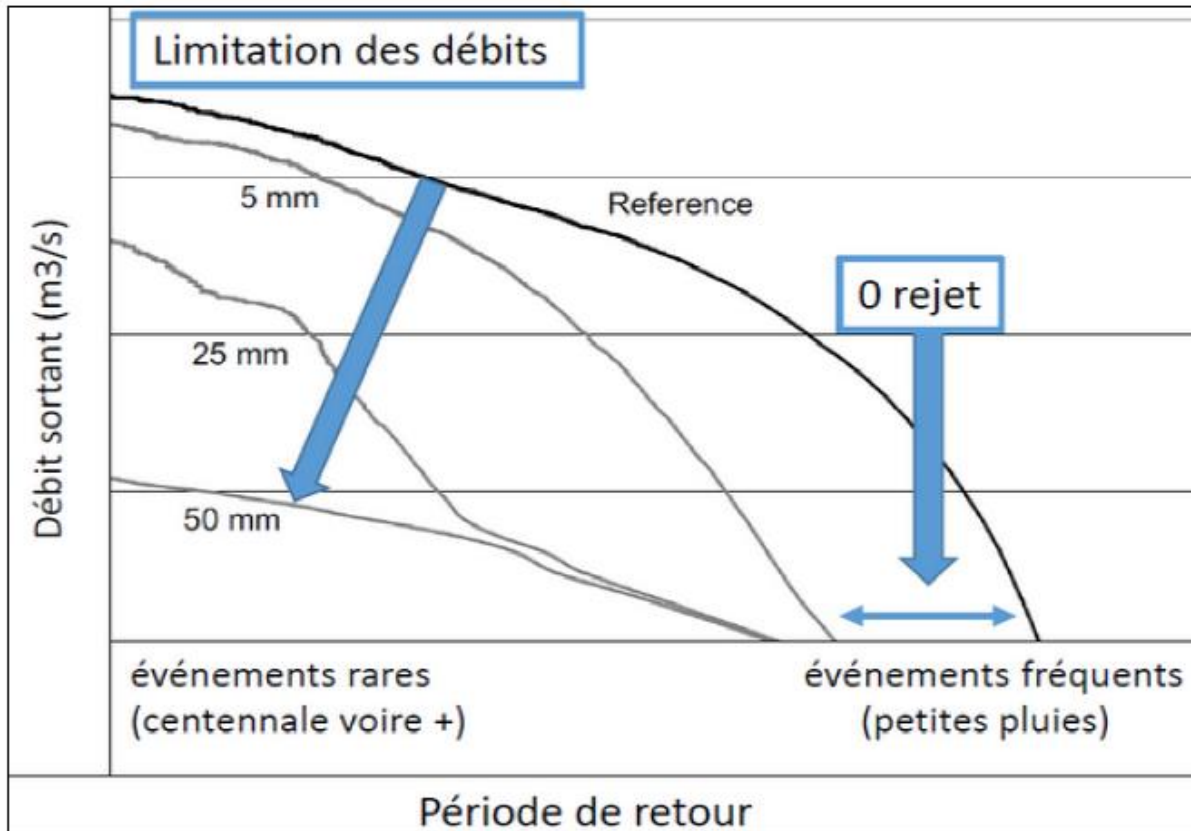 Limitation des débits
5 mm
Reference
0 rejet
25 mm
50 mm
Débit sortant (m3/s)
événements rares
(centennale voire +)
événements fréquents
(petites pluies)
Période de retour